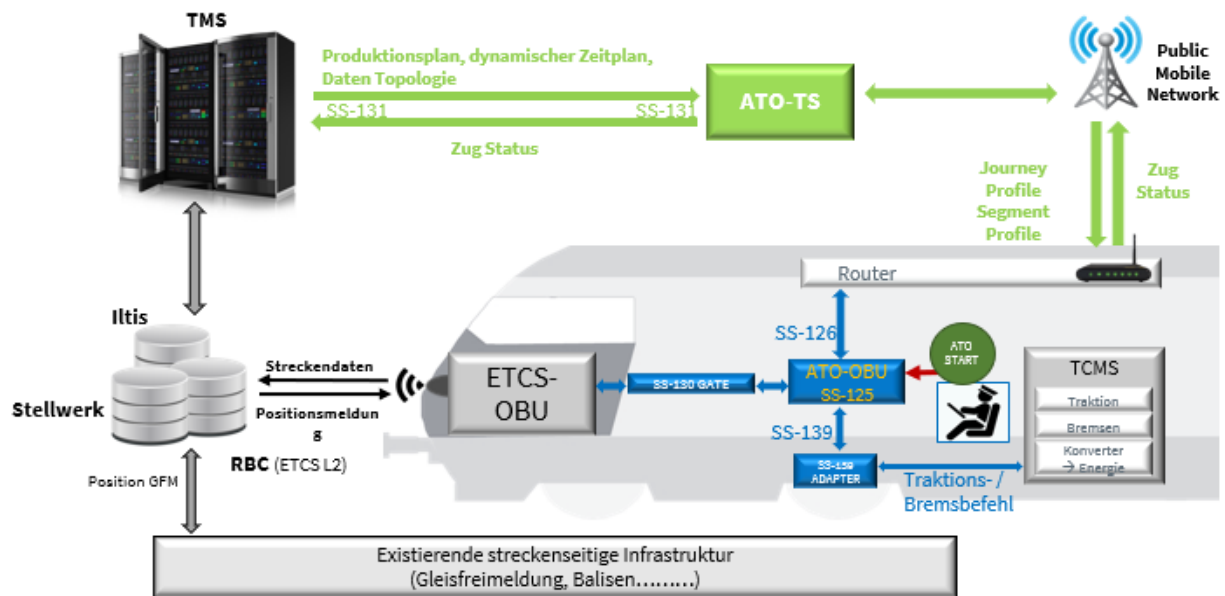 TMS
Produktionsplan, dynamischer Zeitplan,
Daten Topologie
SS-131
SS-131
Zug Status
ATO-TS
Public
Mobile
Network
Journey
Profile
Segment
Profile
Zug
Status
Router
Iltis
Stellwerk
Streckendaten
Positionsmeldun
g
RBC (ETCS L2)
Position GFM
ETCS-
OBU
SS-130 GATE
SS-126
ATO-OBU
SS-125
ATO
START
SS-139
SS-139
ADAPTER
Traktions- /
Bremsbefehl
TCMS
Traktion
Bremsen
Konverter
→ Energie
Existierende streckenseitige Infrastruktur
(Gleisfreimeldung, Balisen.........)